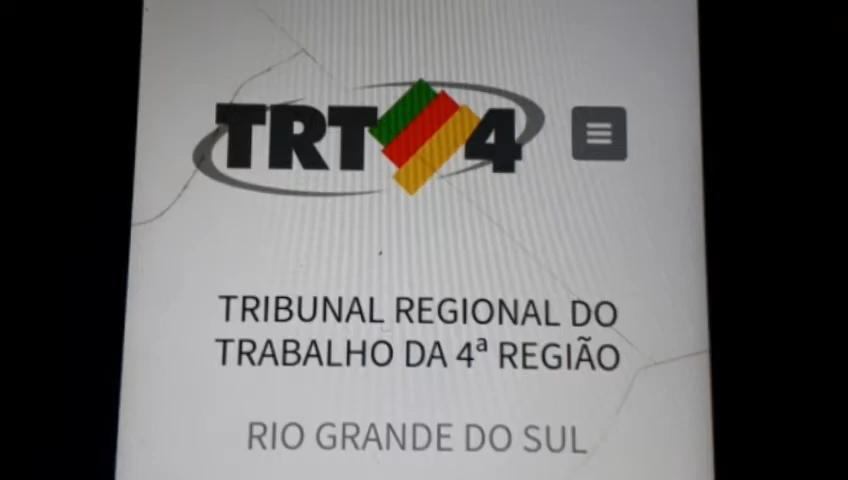 TRT4
TRIBUNAL REGIONAL DO
TRABALHO DA 4ª REGIÃO
RIO GRANDE DO SUL